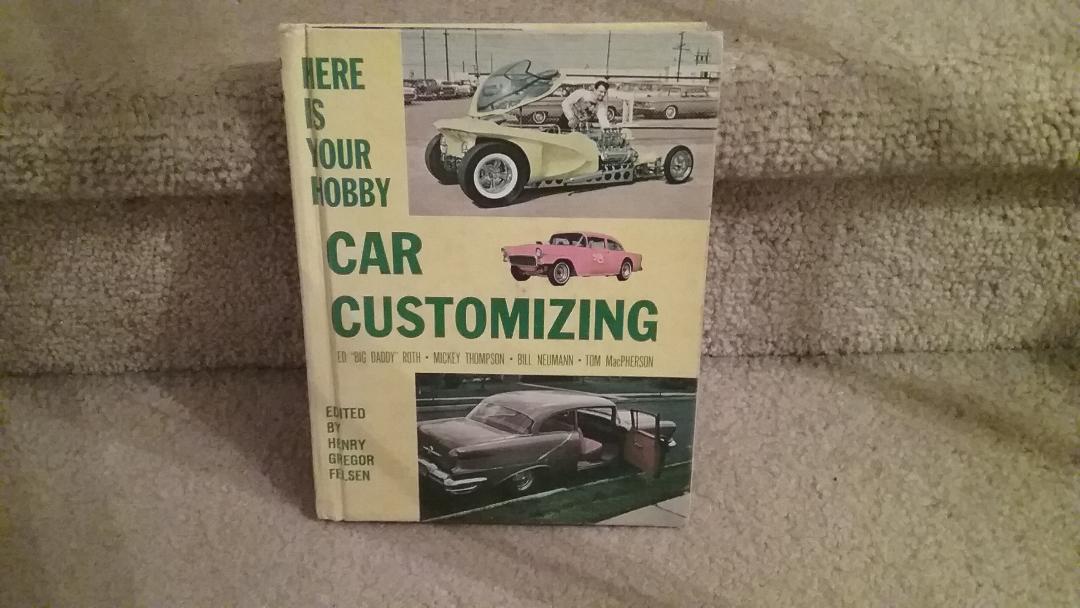 HERE
IS
YOUR
HOBBY
CAR
CUSTOMIZING
ED "BIG DADDY" ROTH • MICKEY THOMPSON • BILL NEUMANN • TOM MacPHERSON
EDITED
BY
HENRY
GREGOR
FELSEN